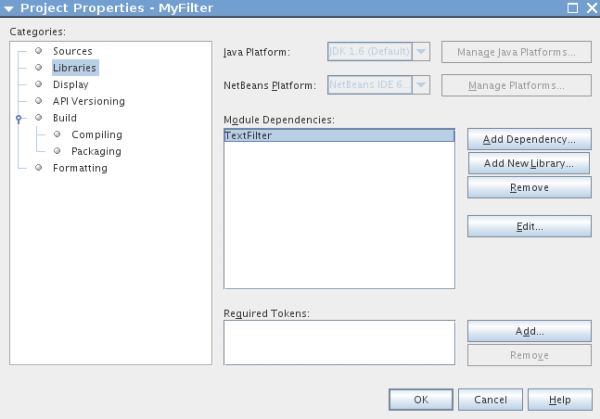 Project Properties - MyFilter
Categories:
Sources
Libraries
Display
API Versioning
Build
Compiling
Packaging
Formatting
Java Platform: JDK 1.6 (Default) Manage Java Platforms...
NetBeans Platform: NetBeans IDE 6... Manage Platforms...
Module Dependencies:
TextFilter
Add Dependency...
Add New Library...
Remove
Edit...
Required Tokens:
Add...
Remove
OK Cancel Help